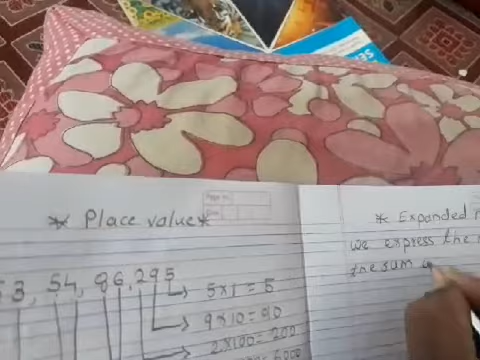 * Place value *
53, 54, 86, 295
5 x 1 = 5
9 x 10 = 90
2 x 100 = 200
* Expanded
we express the
the sum